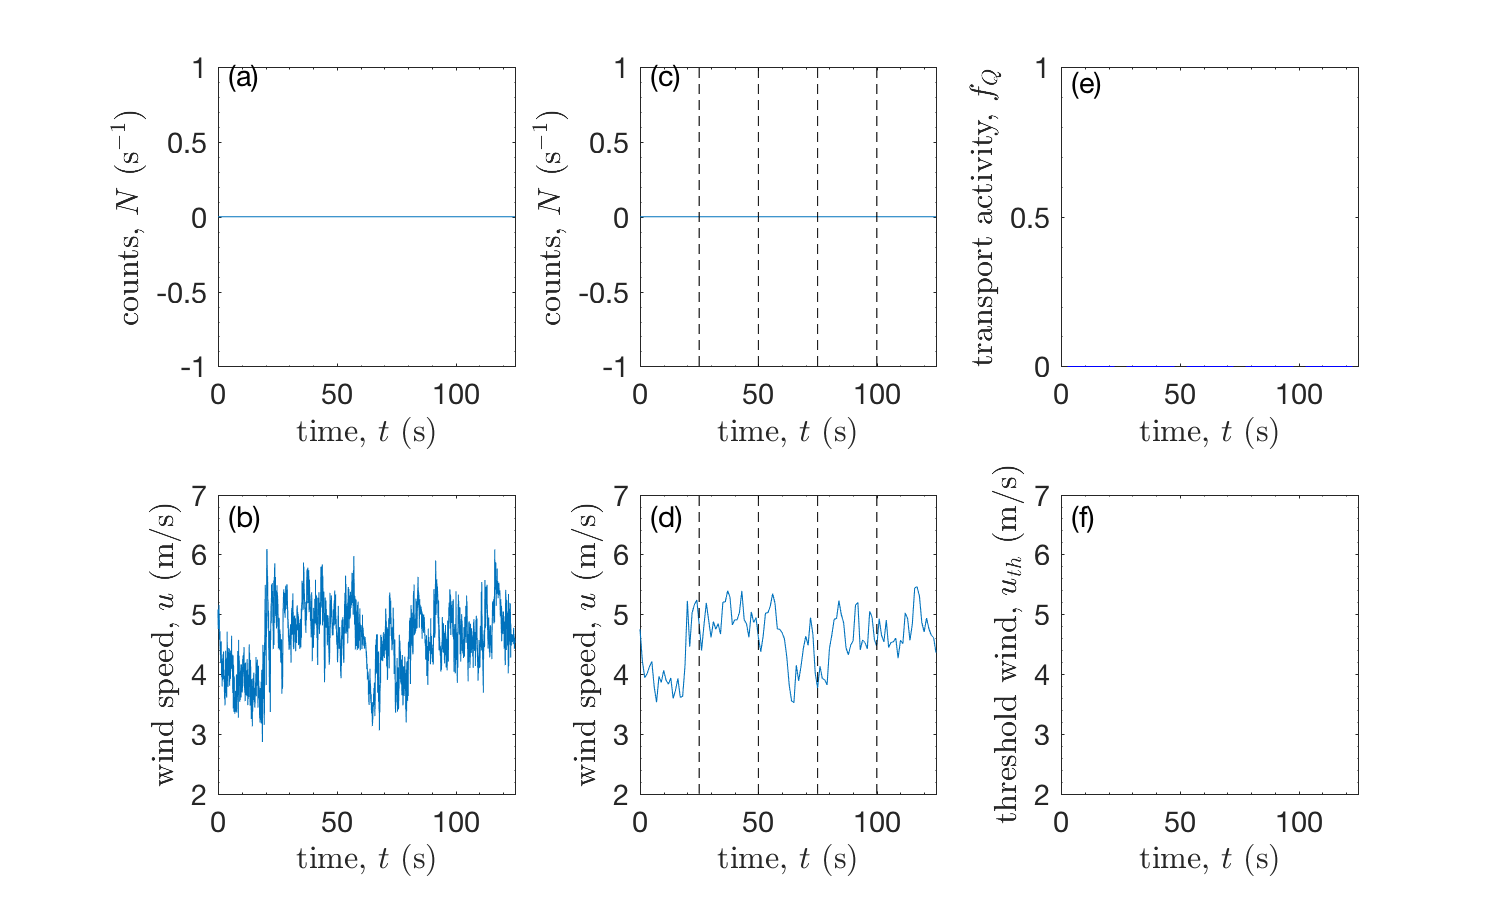 (a)
counts, N (s⁻¹)
1
0.5
0
-0.5
-1
0 50 100
time, t (s)
(c)
counts, N (s⁻¹)
1
0.5
0
-0.5
-1
0 50 100
time, t (s)
(e)
transport activity, f_Q
1
0.5
0
0 50 100
time, t (s)
(b)
wind speed, u (m/s)
7
6
5
4
3
2
0 50 100
time, t (s)
(d)
wind speed, u (m/s)
7
6
5
4
3
2
0 50 100
time, t (s)
(f)
threshold wind, u_th (m/s)
7
6
5
4
3
2
0 50 100
time, t (s)